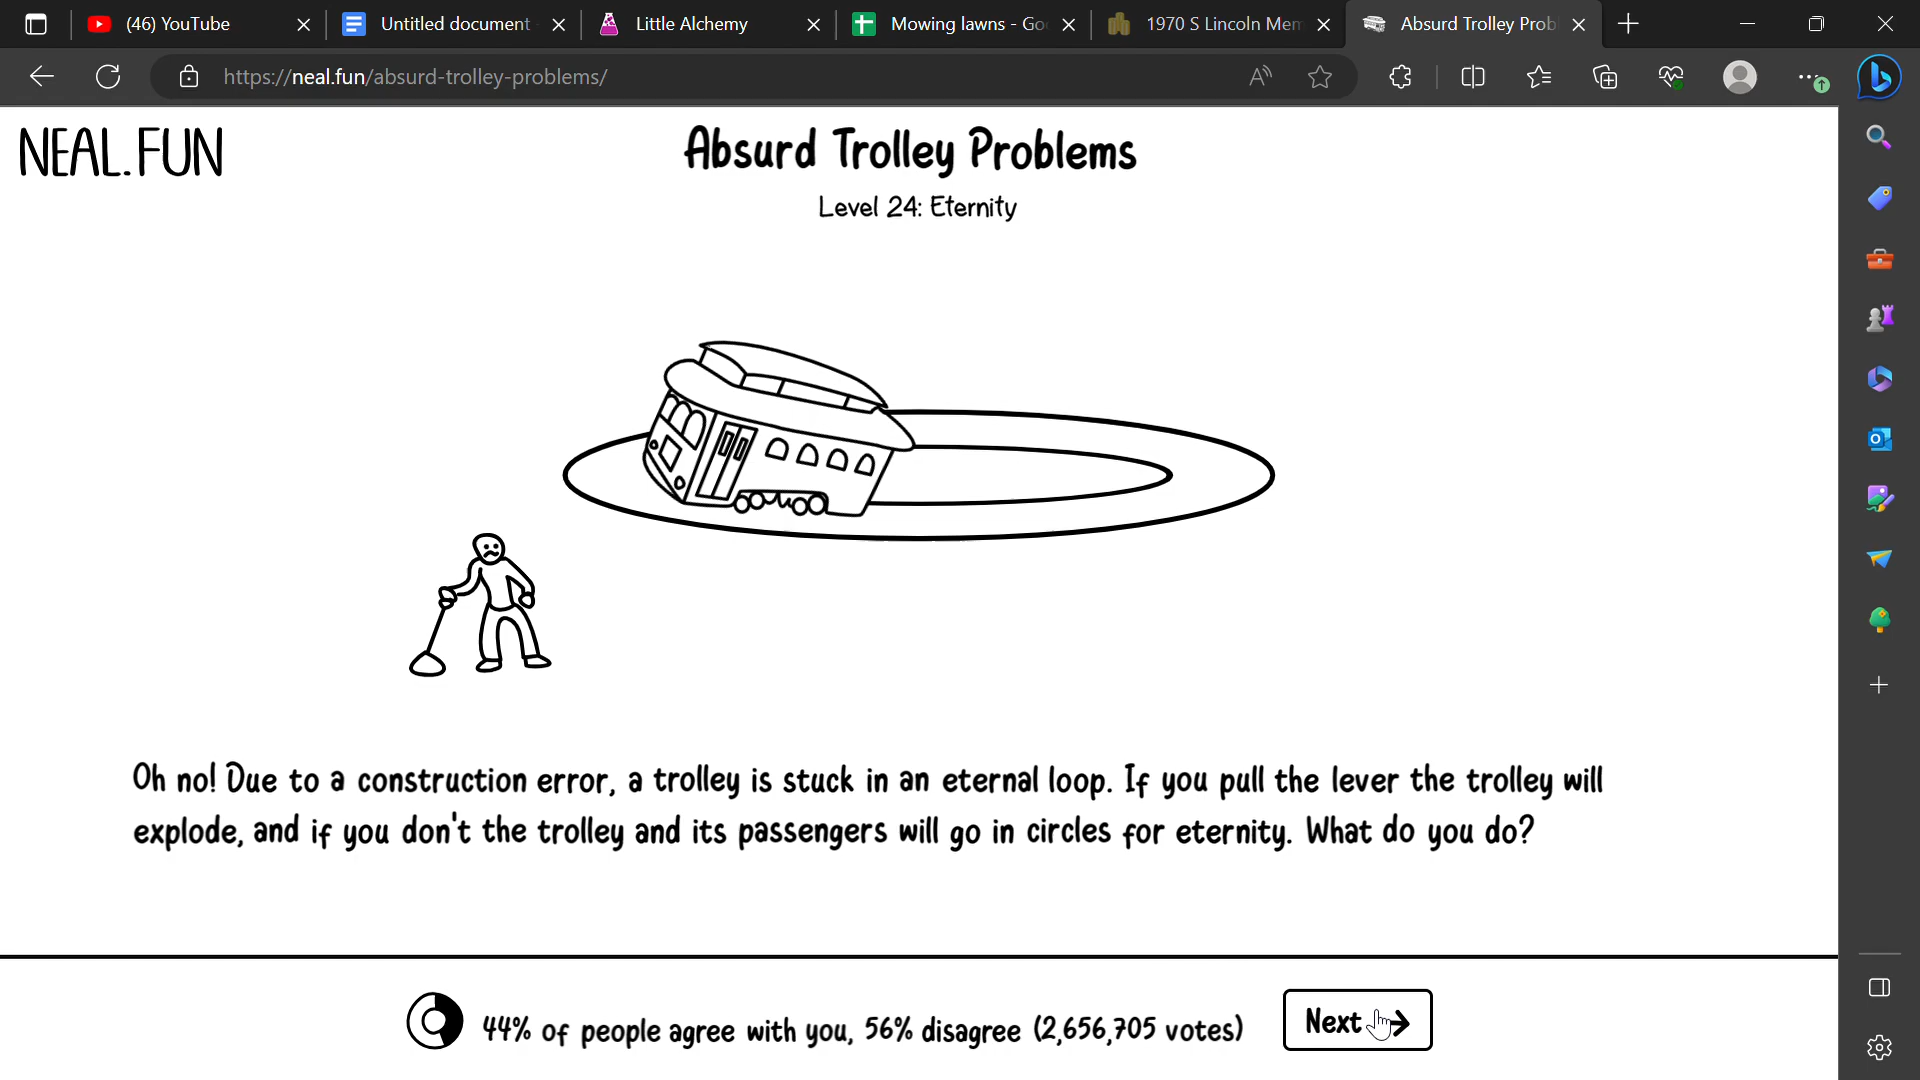 (46) YouTube
Untitled document
Little Alchemy
Mowing lawns - Goo
1970 S Lincoln Mem
Absurd Trolley Prob
https://neal.fun/absurd-trolley-problems/
NEAL.FUN
Absurd Trolley Problems
Level 24: Eternity
Oh no! Due to a construction error, a trolley is stuck in an eternal loop. If you pull the lever the trolley will
explode, and if you don't the trolley and its passengers will go in circles for eternity. What do you do?
44% of people agree with you, 56% disagree (2,656,705 votes)
Next